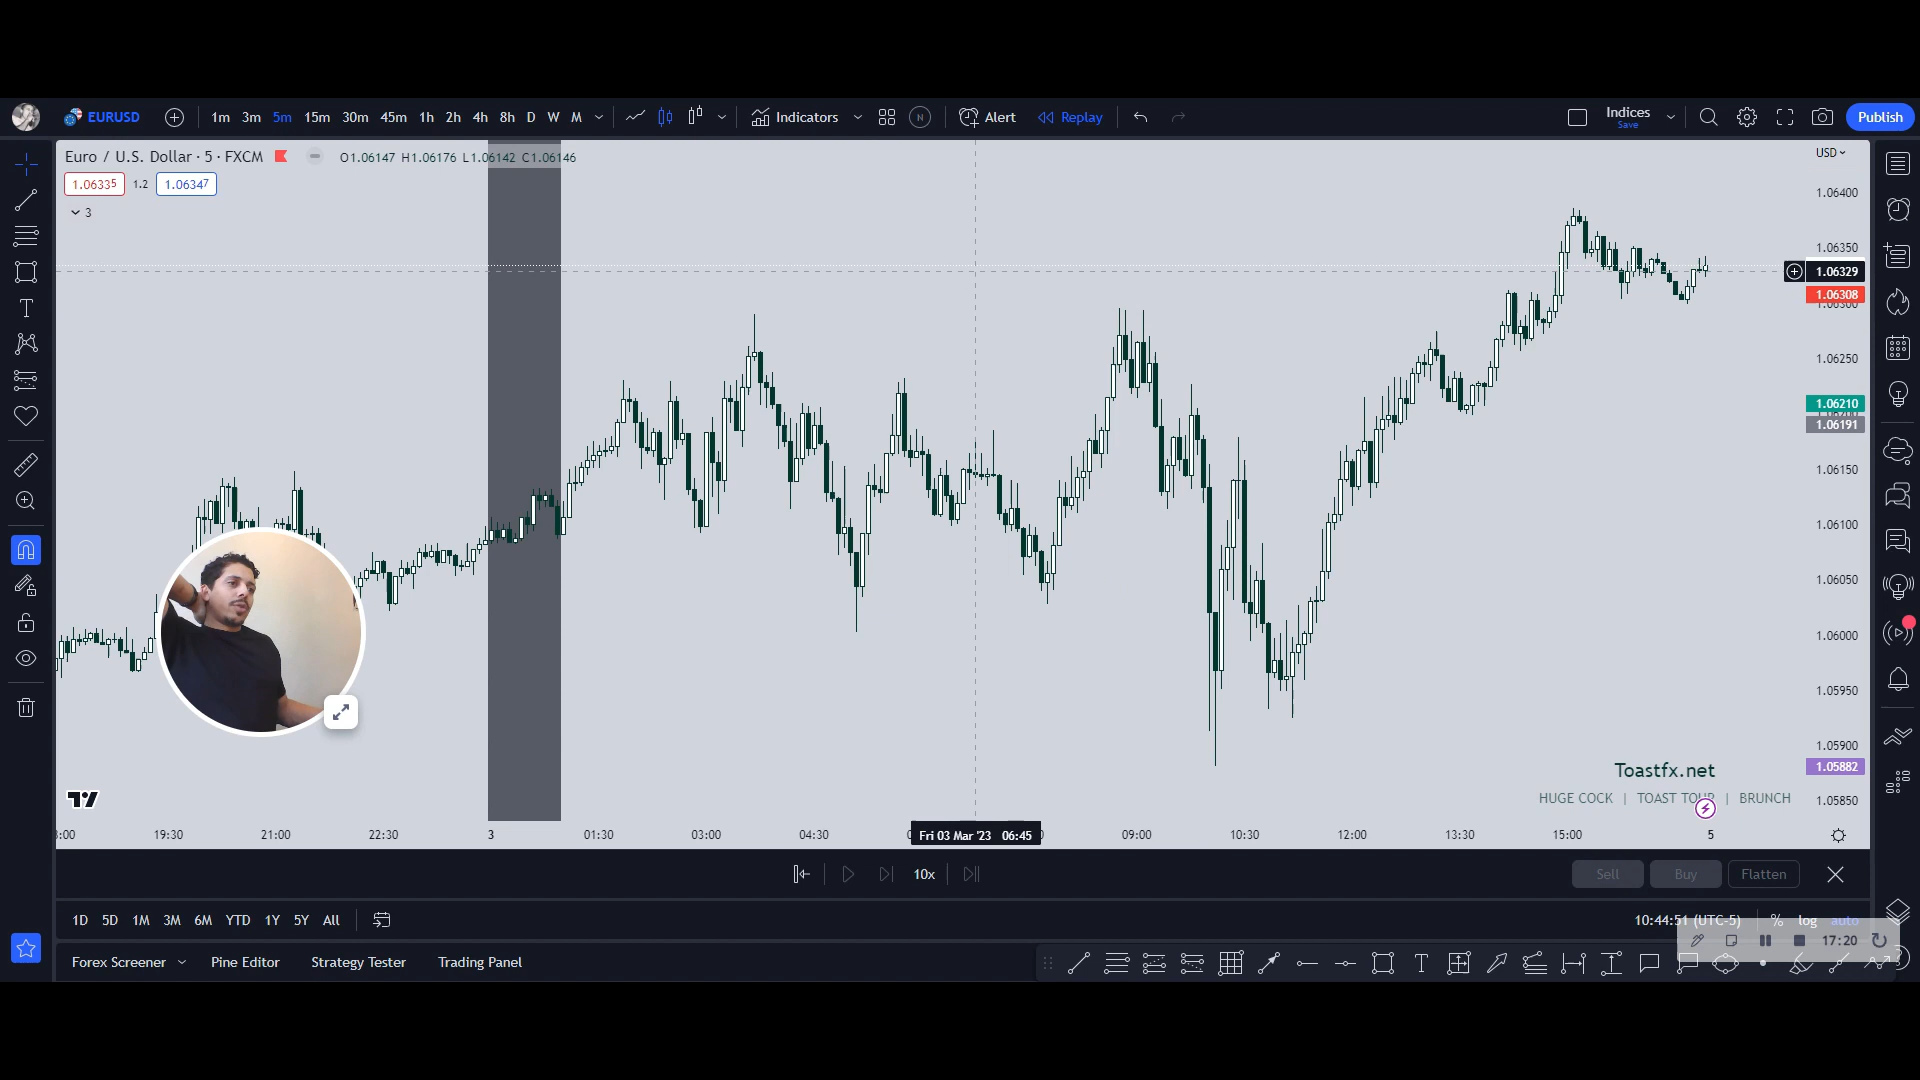 EURUSD 1m 3m 5m 15m 30m 45m 1h 2h 4h 8h D W M Indicators N Alert Replay Indices Save Publish
Euro / U.S. Dollar · 5 · FXCM O1.06147 H1.06176 L1.06142 C1.06146 USD
1.06335 1.2 1.06347
3
1.06400
1.06350
1.06329
1.06308
1.06300
1.06250
1.06210
1.06191
1.06150
1.06100
1.06050
1.06000
1.05950
1.05900
1.05882
1.05850
Toastfx.net
HUGE COCK | TOAST TOUR | BRUNCH
19:30 21:00 22:30 3 01:30 03:00 04:30 Fri 03 Mar '23 06:45 09:00 10:30 12:00 13:30 15:00 5
10x Sell Buy Flatten
1D 5D 1M 3M 6M YTD 1Y 5Y All 10:44:51 (UTC-5) % log auto
17:20
Forex Screener Pine Editor Strategy Tester Trading Panel